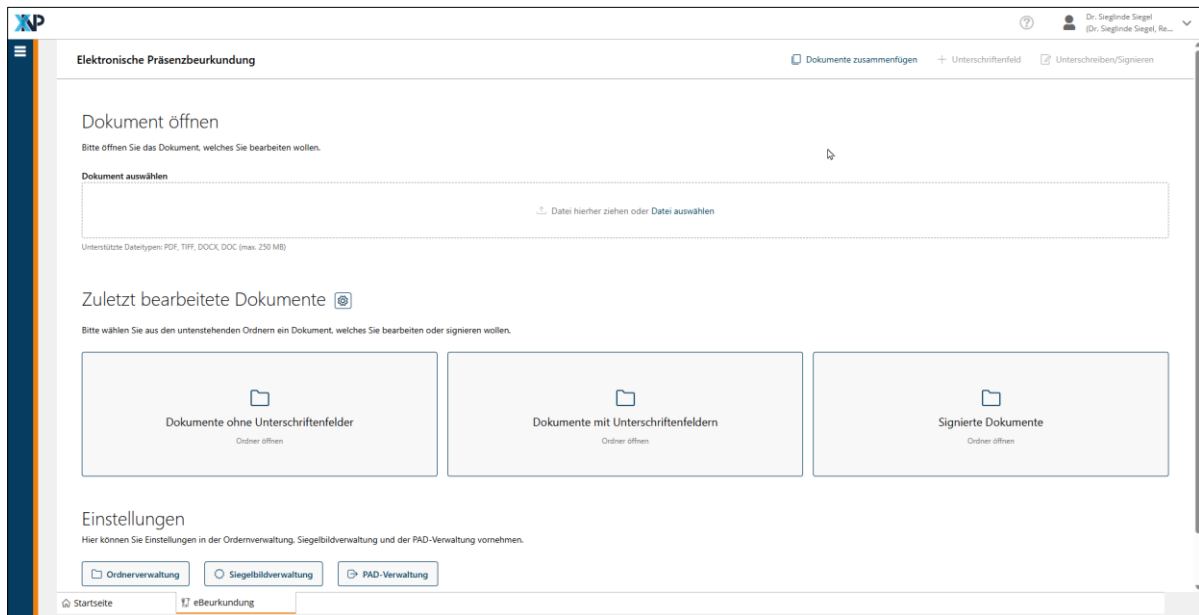 XNP
Dr. Sieglinde Siegel
(Dr. Sieglinde Siegel, Re...
Elektronische Präsenzbeurkundung
Dokumente zusammenfügen
Unterschriftenfeld
Unterschreiben/Signieren
Dokument öffnen
Bitte öffnen Sie das Dokument, welches Sie bearbeiten wollen.
Dokument auswählen
Datei hierher ziehen oder Datei auswählen
Unterstützte Dateitypen: PDF, TIFF, DOCX, DOC (max. 250 MB)
Zuletzt bearbeitete Dokumente
Bitte wählen Sie aus den untenstehenden Ordnern ein Dokument, welches Sie bearbeiten oder signieren wollen.
Dokumente ohne Unterschriftenfelder
Ordner öffnen
Dokumente mit Unterschriftenfeldern
Ordner öffnen
Signierte Dokumente
Ordner öffnen
Einstellungen
Hier können Sie Einstellungen in der Ordernverwaltung, Siegelbildverwaltung und der PAD-Verwaltung vornehmen.
Ordnerverwaltung
Siegelbildverwaltung
PAD-Verwaltung
Startseite
eBeurkundung